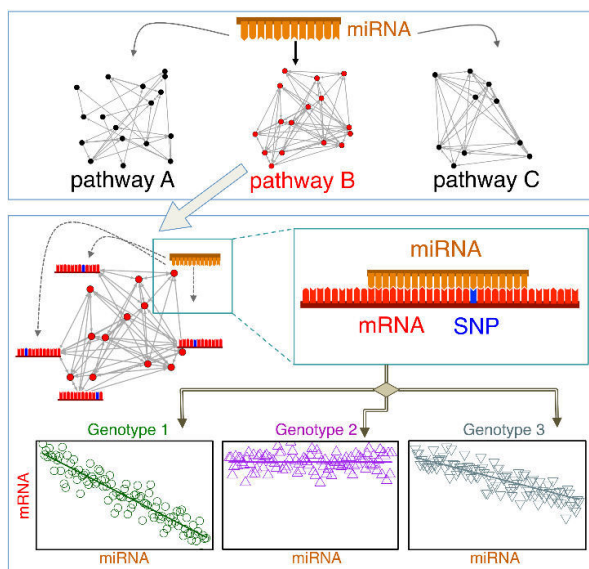 miRNA
pathway A
pathway B
pathway C
miRNA
mRNA
SNP
Genotype 1
Genotype 2
Genotype 3
mRNA
miRNA
miRNA
miRNA